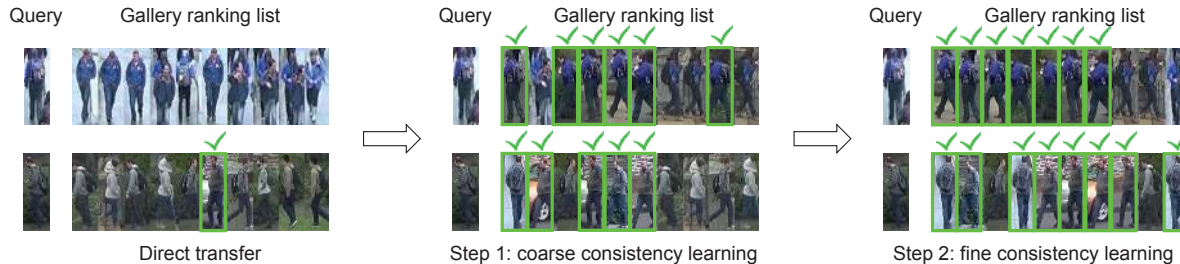 Query Gallery ranking list Query Gallery ranking list Query Gallery ranking list
Direct transfer Step 1: coarse consistency learning Step 2: fine consistency learning